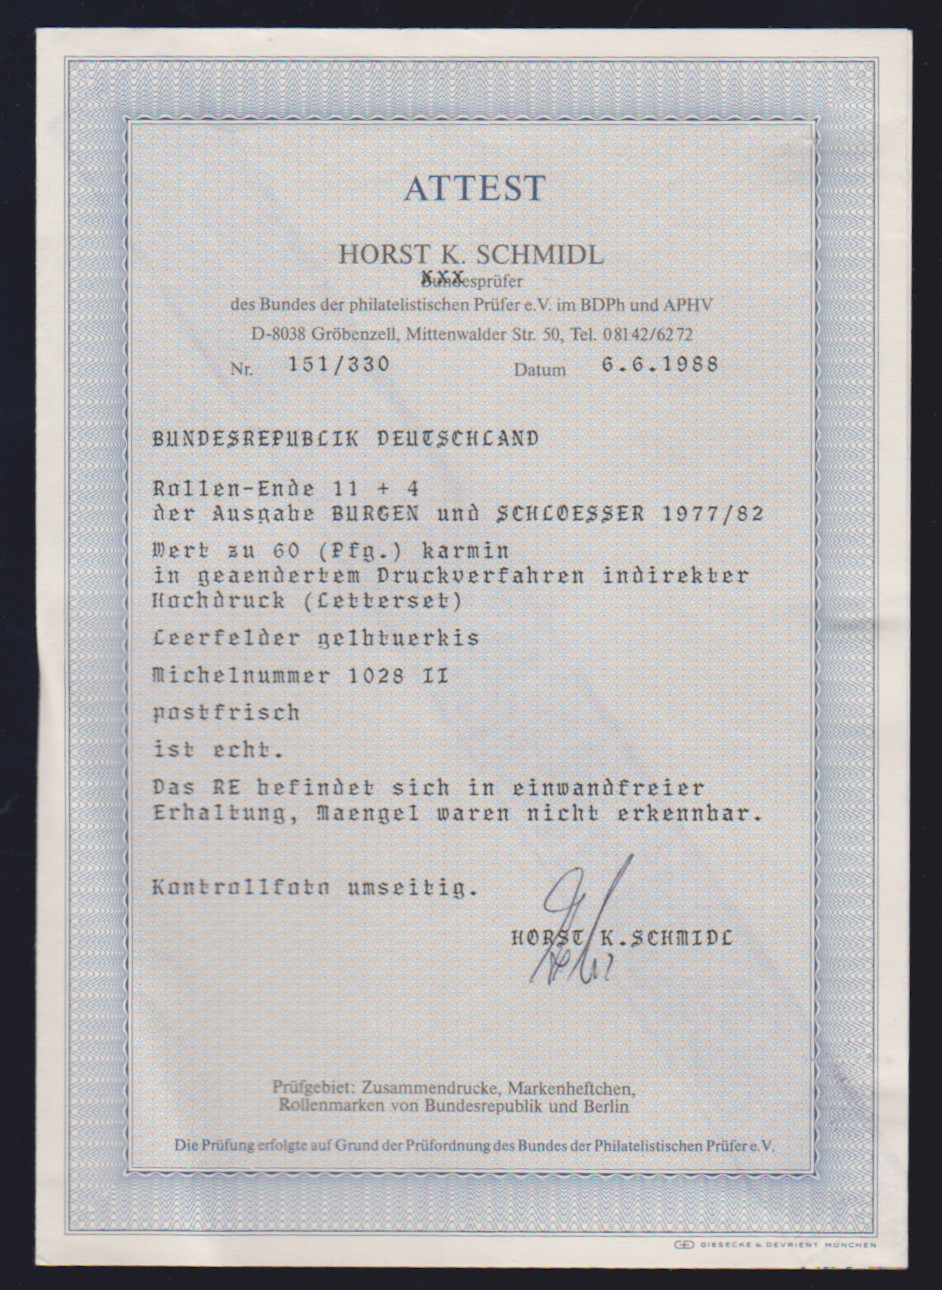 ATTEST
HORST K. SCHMIDL
Bundesprüfer
des Bundes der philatelistischen Prüfer e.V. im BDPh und APHV
D-8038 Gröbenzell, Mittenwalder Str. 50, Tel. 08142/6272
Nr. 151/330 Datum 6.6.1988
BUNDESREPUBLIK DEUTSCHLAND
Rollen-Ende 11 + 4
der Ausgabe BURGEN und SCHLOESSER 1977/82
Wert zu 60 (Pfg.) karmin
in geaendertem Druckverfahren indirekter
Hochdruck (Letterset)
Leerfelder gelbtuerkis
Michelnummer 1028 II
postfrisch
ist echt.
Das RE befindet sich in einwandfreier
Erhaltung, Maengel waren nicht erkennbar.
Kontrollfoto umseitig.
HORST K.SCHMIDL
Prüfgebiet: Zusammendrucke, Markenheftchen,
Rollenmarken von Bundesrepublik und Berlin
Die Prüfung erfolgte auf Grund der Prüfordnung des Bundes der Philatelistischen Prüfer e.V.
GIESECKE & DEVRIENT MÜNCHEN